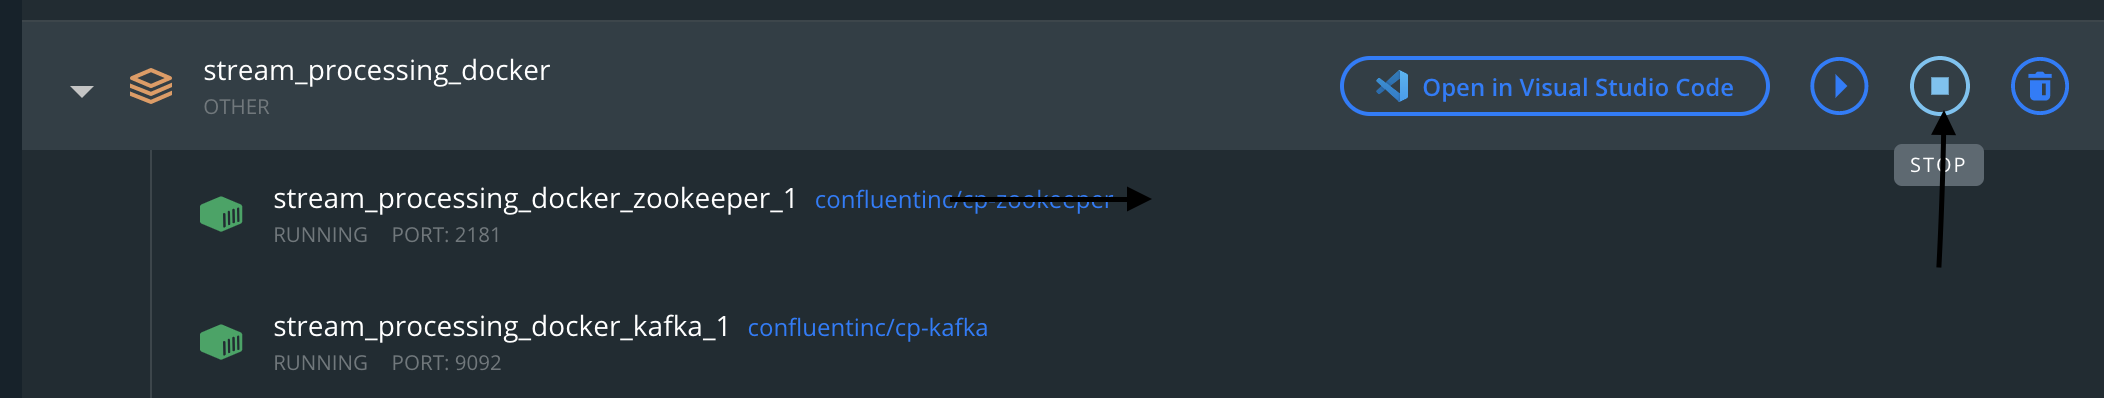 stream_processing_docker
OTHER
Open in Visual Studio Code
STOP
stream_processing_docker_zookeeper_1 confluentinc/cp-zookeeper
RUNNING PORT: 2181
stream_processing_docker_kafka_1 confluentinc/cp-kafka
RUNNING PORT: 9092